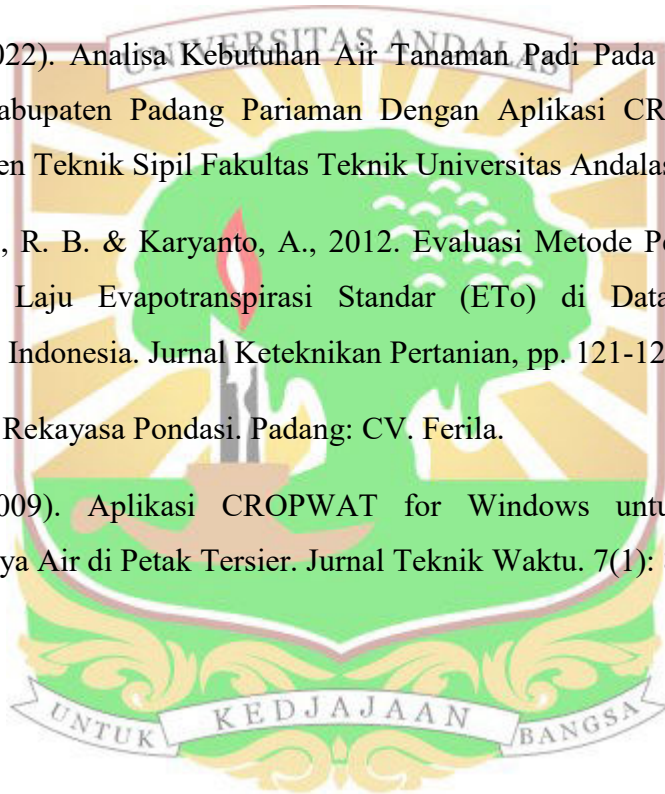 UNIVERSITAS ANDALAS
022). Analisa Kebutuhan Air Tanaman Padi Pada
abupaten Padang Pariaman Dengan Aplikasi CR
en Teknik Sipil Fakultas Teknik Universitas Andalas
, R. B. & Karyanto, A., 2012. Evaluasi Metode Pe
Laju Evapotranspirasi Standar (ETo) di Data
Indonesia. Jurnal Keteknikan Pertanian, pp. 121-12
Rekayasa Pondasi. Padang: CV. Ferila.
009). Aplikasi CROPWAT for Windows untu
ya Air di Petak Tersier. Jurnal Teknik Waktu. 7(1):
UNTUK KEDJAJAAN BANGSA